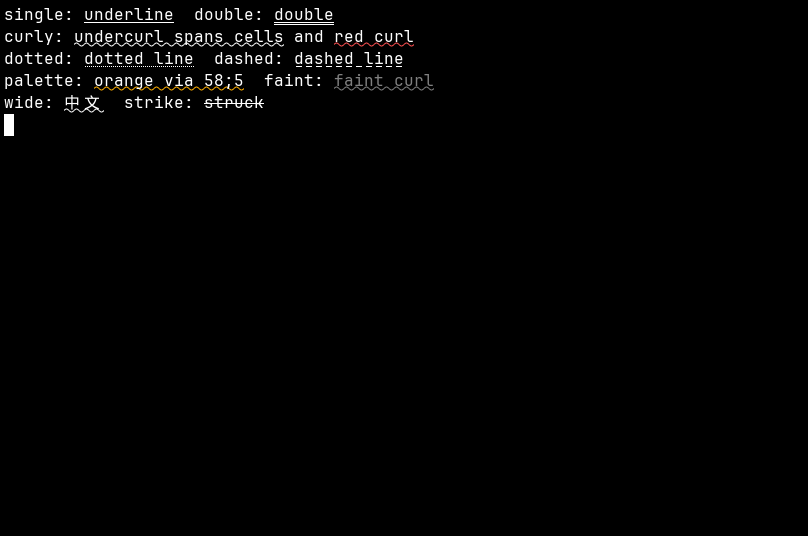 single: underline  double: double
curly: undercurl spans cells and red curl
dotted: dotted line  dashed: dashed line
palette: orange via 58;5  faint: faint curl
wide: 中文  strike: struck